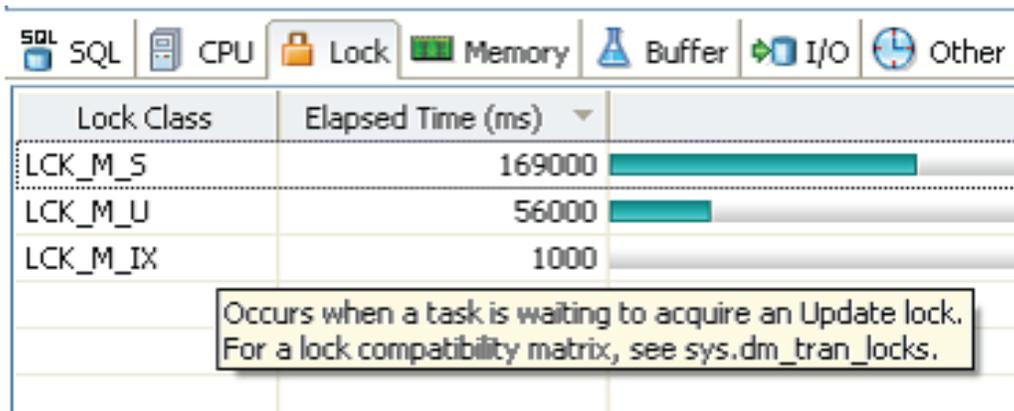 SQL SQL CPU Lock Memory Buffer I/O Other
Lock Class Elapsed Time (ms)
LCK_M_S 169000
LCK_M_U 56000
LCK_M_IX 1000
Occurs when a task is waiting to acquire an Update lock.
For a lock compatibility matrix, see sys.dm_tran_locks.